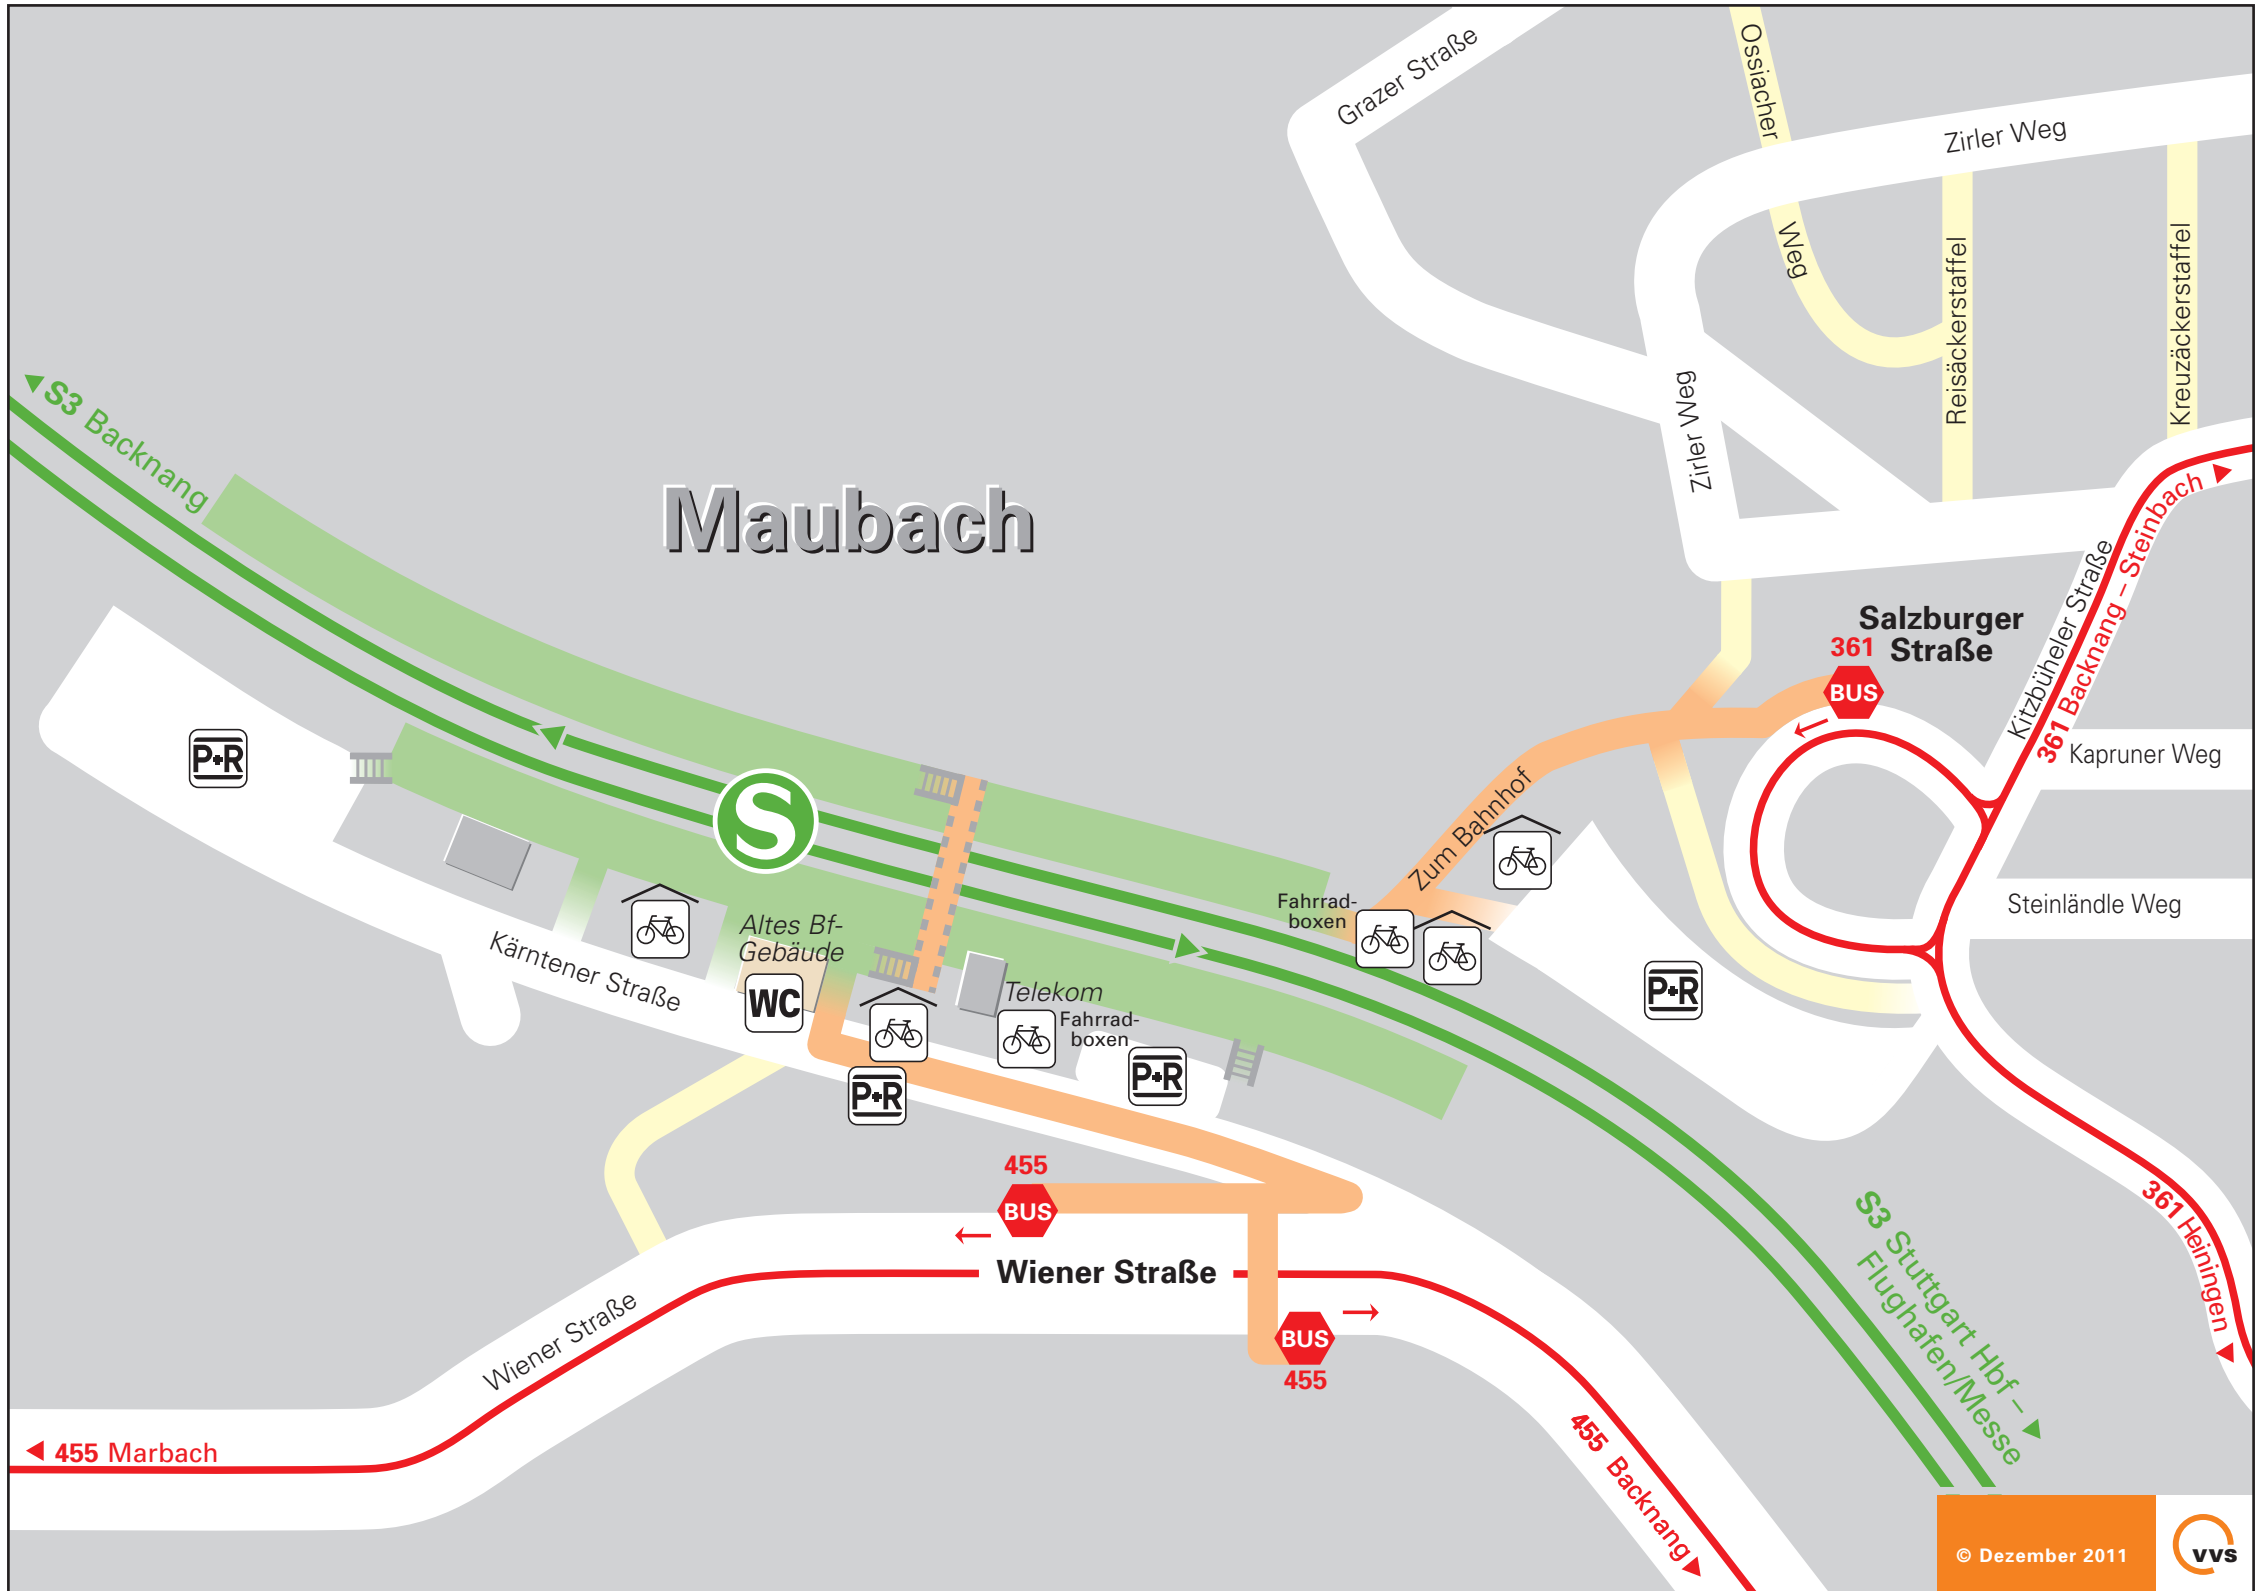 Grazer Straße
Ossiacher
Weg
Zirler Weg
Reisäckerstaffel
Kreuzäckerstaffel
Zirler Weg
S3 Backnang
Maubach
Salzburger
Straße
361
BUS
Kitzbüheler Straße
361 Backnang – Steinbach
Kapruner Weg
Steinländle Weg
P+R
S
Zum Bahnhof
Fahrrad-
boxen
P+R
Altes Bf-
Gebäude
WC
Kärntener Straße
Telekom
Fahrrad-
boxen
P+R
P+R
455
BUS
Wiener Straße
BUS
455
Wiener Straße
455 Marbach
455 Backnang
361 Heiningen
S3 Stuttgart Hbf –
Flughafen/Messe
© Dezember 2011
vvs